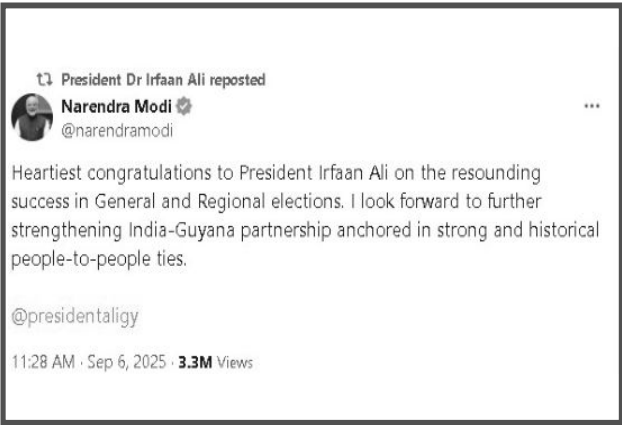 President Dr Irfaan Ali reposted
Narendra Modi
@narendramodi
Heartiest congratulations to President Irfaan Ali on the resounding
success in General and Regional elections. I look forward to further
strengthening India-Guyana partnership anchored in strong and historical
people-to-people ties.
@presidentaligy
11:28 AM · Sep 6, 2025 · 3.3M Views